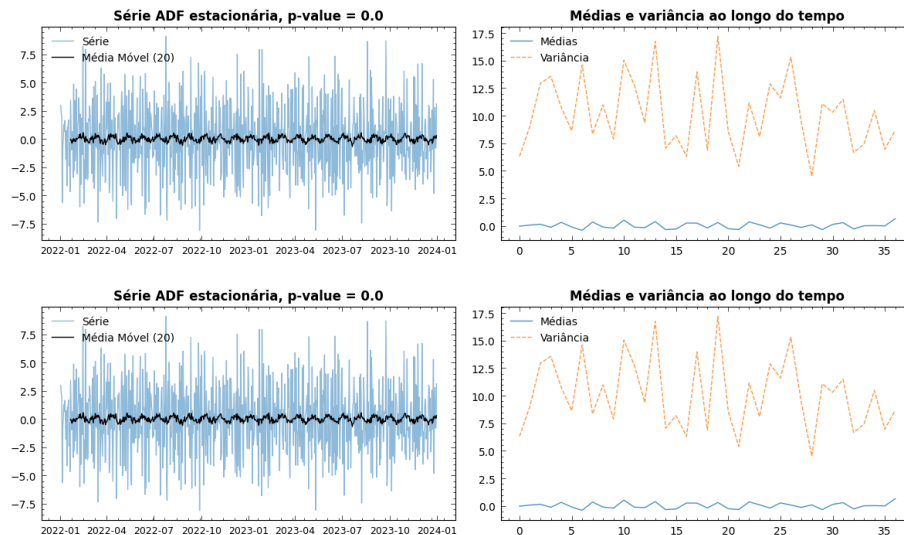 Série ADF estacionária, p-value = 0.0
Médias e variância ao longo do tempo
7.5
5.0
2.5
0.0
−2.5
−5.0
−7.5
Série
Média Móvel (20)
2022-01 2022-04 2022-07 2022-10 2023-01 2023-04 2023-07 2023-10 2024-01
17.5
15.0
12.5
10.0
7.5
5.0
2.5
0.0
Médias
Variância
0 5 10 15 20 25 30 35
Série ADF estacionária, p-value = 0.0
Médias e variância ao longo do tempo
7.5
5.0
2.5
0.0
−2.5
−5.0
−7.5
Série
Média Móvel (20)
2022-01 2022-04 2022-07 2022-10 2023-01 2023-04 2023-07 2023-10 2024-01
17.5
15.0
12.5
10.0
7.5
5.0
2.5
0.0
Médias
Variância
0 5 10 15 20 25 30 35